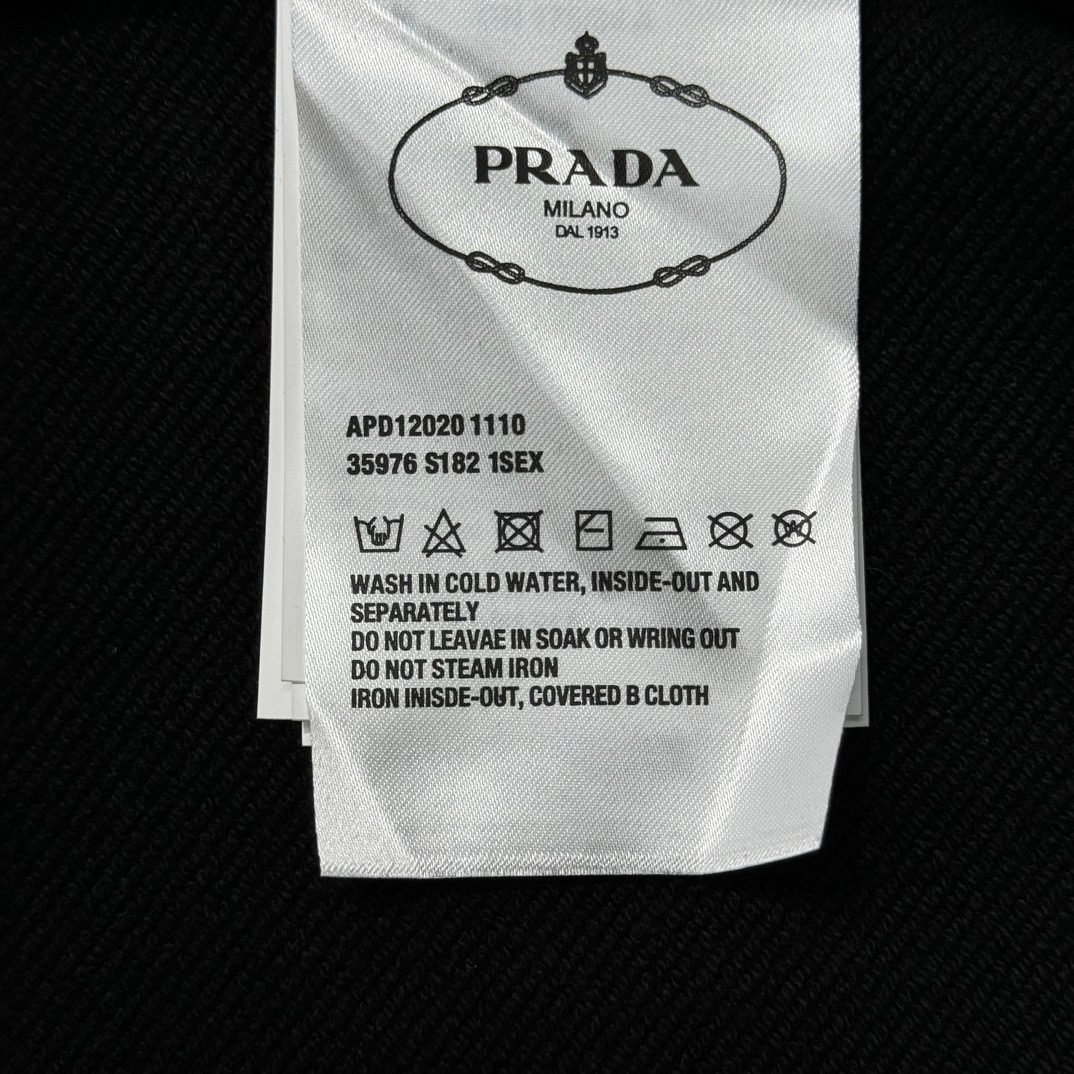 PRADA
MILANO
DAL 1913
APD12020 1110
35976 S182 1SEX
WASH IN COLD WATER, INSIDE-OUT AND
SEPARATELY
DO NOT LEAVAE IN SOAK OR WRING OUT
DO NOT STEAM IRON
IRON INISDE-OUT, COVERED B CLOTH